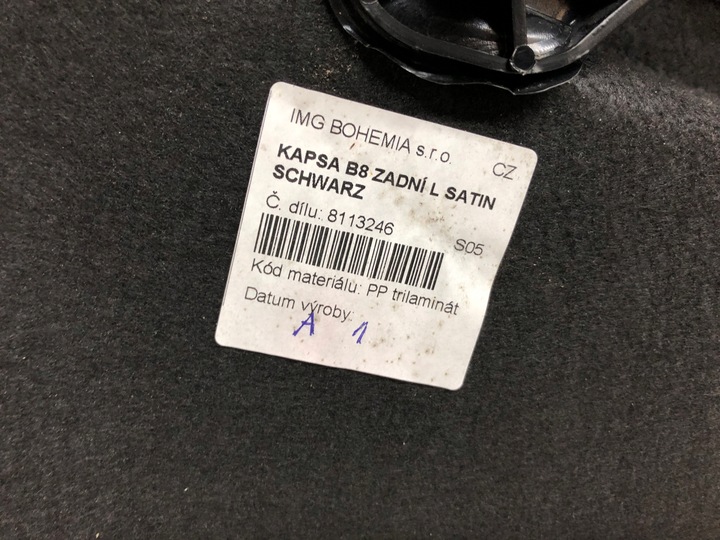 IMG BOHEMIA s.r.o. CZ
KAPSA B8 ZADNÍ L SATIN
SCHWARZ
Č. dílu: 8113246 S05
Kód materiálu: PP trilaminát
Datum výroby:
A 1